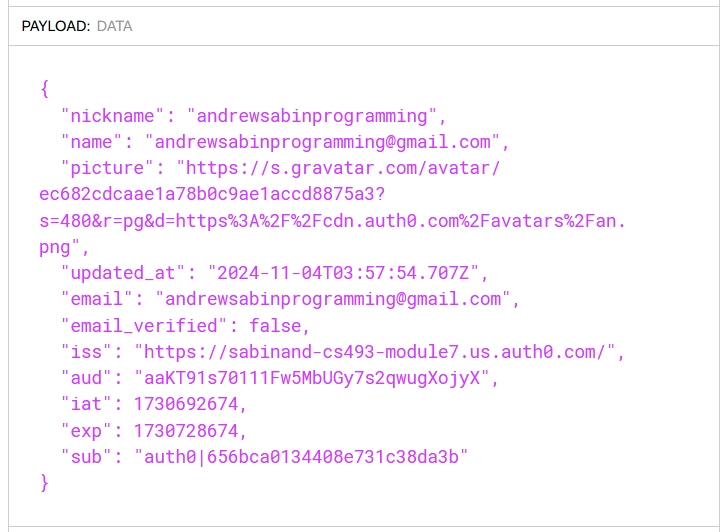 PAYLOAD: DATA
{
"nickname": "andrewsabinprogramming",
"name": "andrewsabinprogramming@gmail.com",
"picture": "https://s.gravatar.com/avatar/
ec682cdcaae1a78b0c9ae1accd8875a3?
s=480&r=pg&d=https%3A%2F%2Fcdn.auth0.com%2Favatars%2Fan.
png",
"updated_at": "2024-11-04T03:57:54.707Z",
"email": "andrewsabinprogramming@gmail.com",
"email_verified": false,
"iss": "https://sabinand-cs493-module7.us.auth0.com/",
"aud": "aaKT91s70111Fw5MbUGy7s2qwugXojyX",
"iat": 1730692674,
"exp": 1730728674,
"sub": "auth0|656bca0134408e731c38da3b"
}